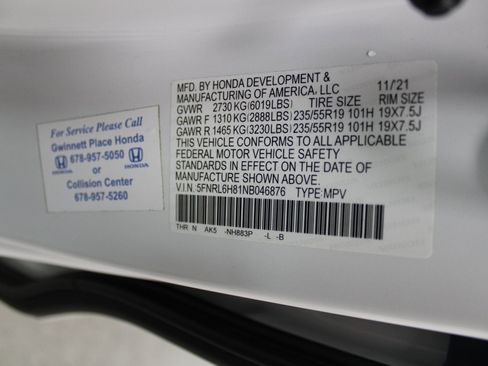 For Service Please Call
Gwinnett Place Honda
678-957-5050
HONDA or HONDA
Collision Center
678-957-5260
MFD. BY HONDA DEVELOPMENT & 11/21
MANUFACTURING OF AMERICA, LLC
GVWR 2730 KG (6019LBS) TIRE SIZE RIM SIZE
GAWR F 1310 KG (2888LBS) 235/55R19 101H 19X7.5J
GAWR R 1465 KG (3230LBS) 235/55R19 101H 19X7.5J
THIS VEHICLE CONFORMS TO ALL APPLICABLE
FEDERAL MOTOR VEHICLE SAFETY
STANDARDS IN EFFECT ON THE DATE OF
MANUFACTURE SHOWN ABOVE.
V.I.N. 5FNRL6H81NB046876 TYPE MPV
THR N AK5 -NH883P -L -B